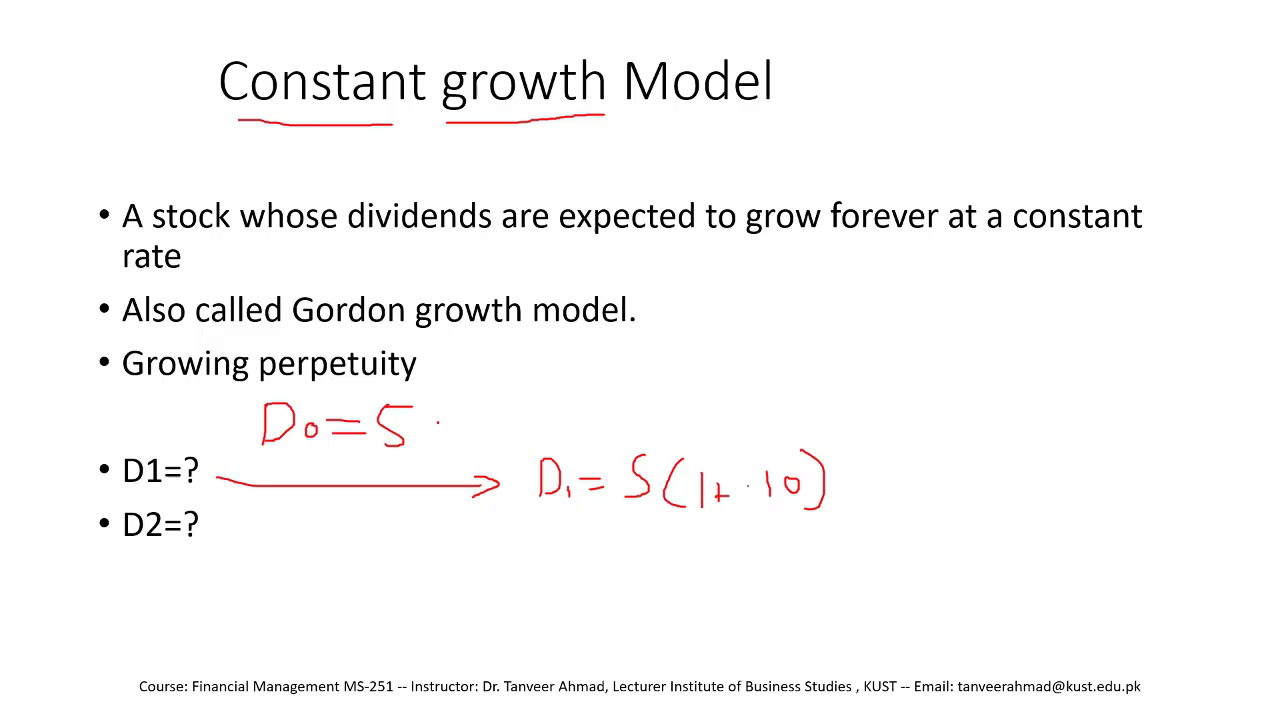 Constant growth Model
• A stock whose dividends are expected to grow forever at a constant
rate
• Also called Gordon growth model.
• Growing perpetuity
D0=5
• D1=?
D1=5(1+.10)
• D2=?
Course: Financial Management MS-251 -- Instructor: Dr. Tanveer Ahmad, Lecturer Institute of Business Studies , KUST -- Email: tanveerahmad@kust.edu.pk